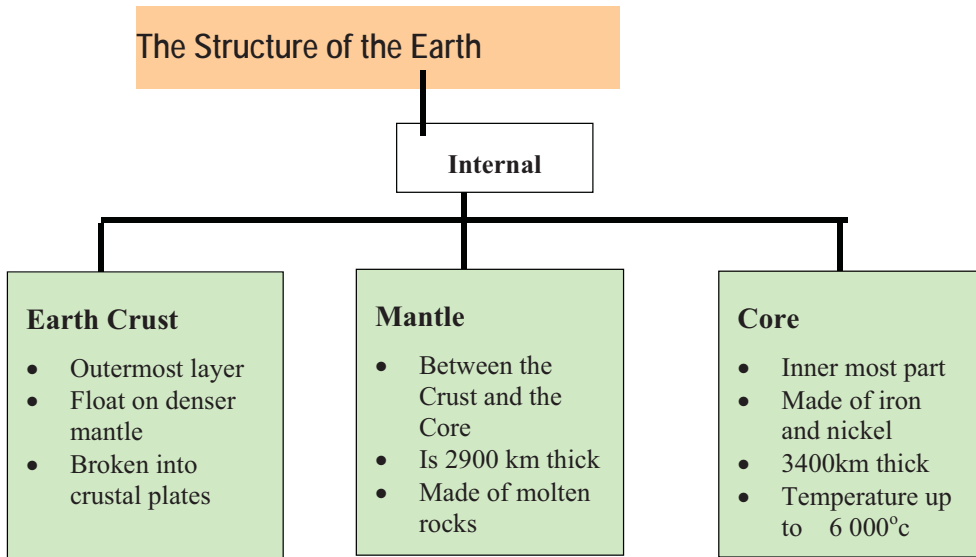 The Structure of the Earth
Internal
Earth Crust
• Outermost layer
• Float on denser
mantle
• Broken into
crustal plates
Mantle
• Between the
Crust and the
Core
• Is 2900 km thick
• Made of molten
rocks
Core
• Inner most part
• Made of iron
and nickel
• 3400km thick
• Temperature up
to 6 000°c